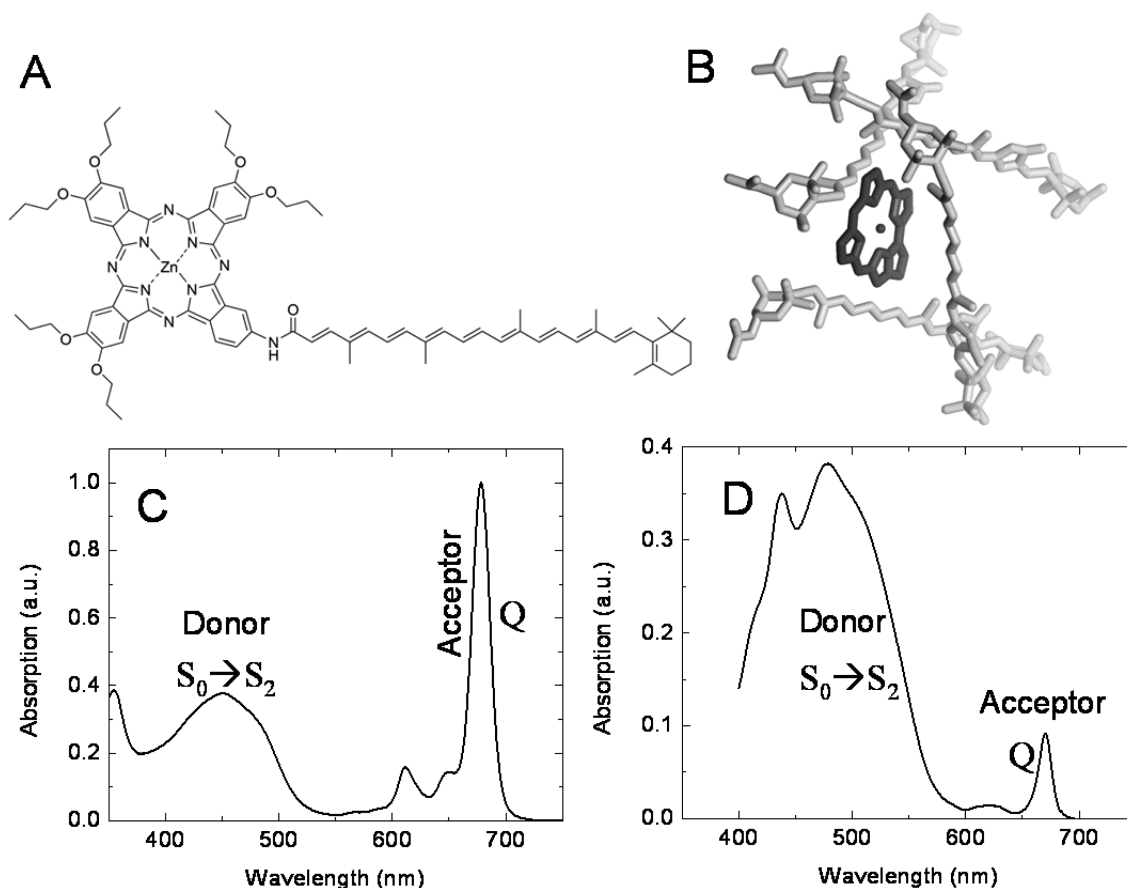 A
B
O
O
O
O
O
O
N
N
N
N
N
Zn
N
N
N
N
H
O
C
Donor
S0→S2
Acceptor
Q
1.0
0.8
0.6
0.4
0.2
0.0
400 500 600 700
Absorption (a.u.)
Wavelength (nm)
D
Donor
S0→S2
Acceptor
Q
0.4
0.3
0.2
0.1
0.0
400 500 600 700
Absorption (a.u.)
Wavelength (nm)